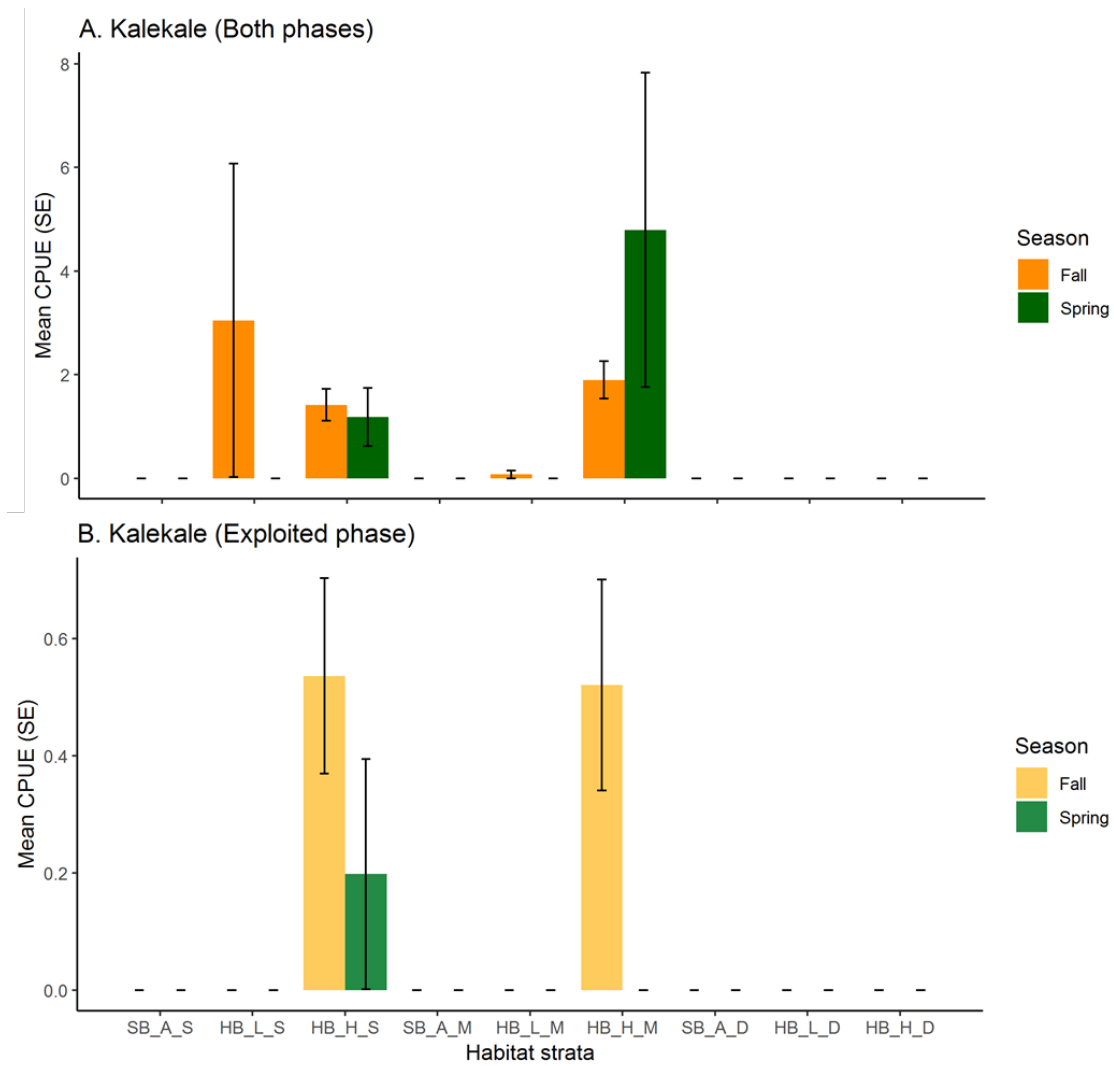 A. Kalekale (Both phases)
8
6
4
2
0
Mean CPUE (SE)
Season
Fall
Spring
B. Kalekale (Exploited phase)
0.6
0.4
0.2
0.0
Mean CPUE (SE)
SB_A_S HB_L_S HB_H_S SB_A_M HB_L_M HB_H_M SB_A_D HB_L_D HB_H_D
Habitat strata
Season
Fall
Spring